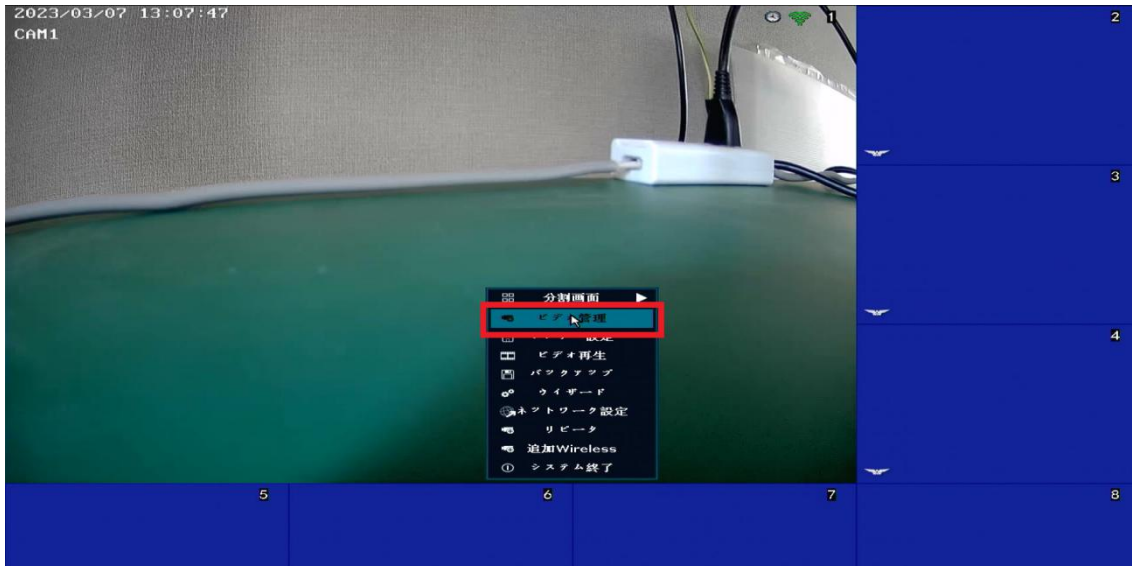 2023/03/07 13:07:47
CAM1
1
2
3
4
分割画面
ビデオ管理
設定
ビデオ再生
バックアップ
ウイザード
ネットワーク設定
リピータ
追加Wireless
システム終了
5
6
7
8